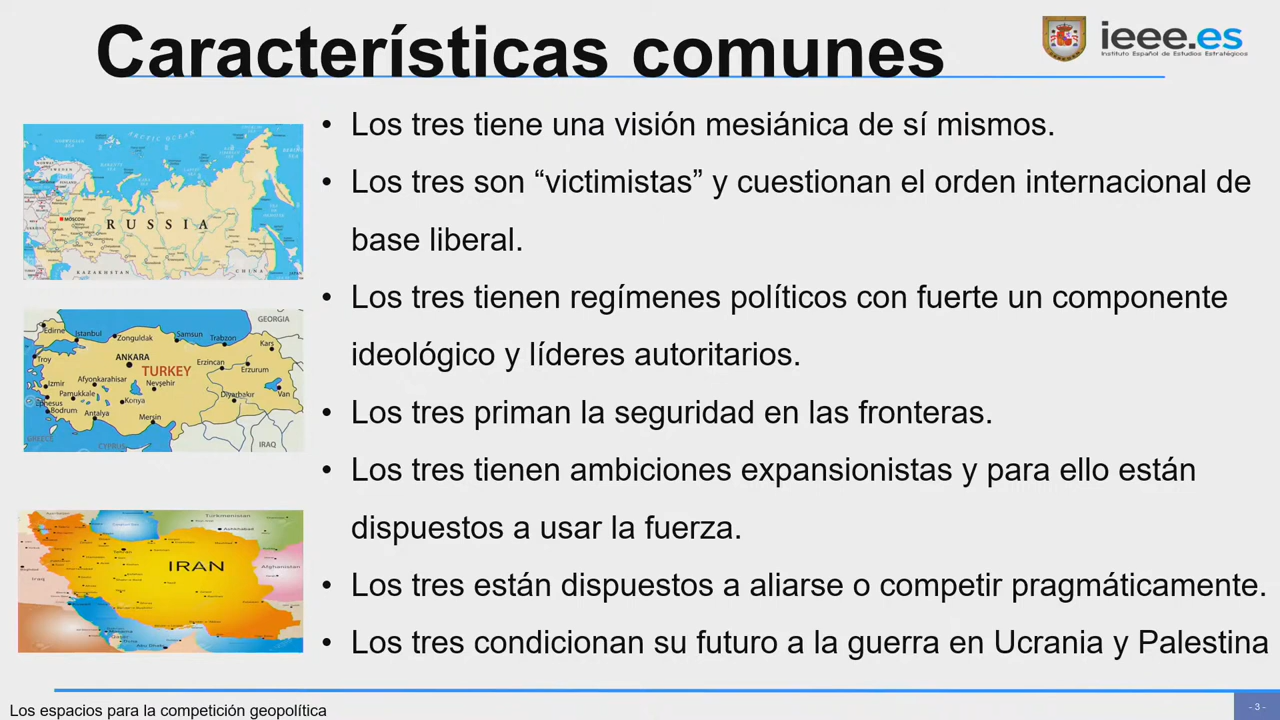 Características comunes
ieee.es
Instituto Español de Estudios Estratégicos
• Los tres tiene una visión mesiánica de sí mismos.
• Los tres son “victimistas” y cuestionan el orden internacional de
base liberal.
• Los tres tienen regímenes políticos con fuerte un componente
ideológico y líderes autoritarios.
• Los tres priman la seguridad en las fronteras.
• Los tres tienen ambiciones expansionistas y para ello están
dispuestos a usar la fuerza.
• Los tres están dispuestos a aliarse o competir pragmáticamente.
• Los tres condicionan su futuro a la guerra en Ucrania y Palestina
ARCTIC OCEAN
MOSCOW
RUSSIA
KAZAKHSTAN
CHINA
GEORGIA
Edirne
Istanbul
Zonguldak
Samsun
Trabzon
Kars
Troy
ANKARA
TURKEY
Erzincan
Erzurum
Izmir
Afyonkarahisar
Nevşehir
Pamukkale
Konya
Diyarbakır
Van
Bodrum
Antalya
Mersin
GREECE
CYPRUS
IRAQ
Turkmenistan
IRAN
Afghanistan
Iraq
Abu Dhabi
Los espacios para la competición geopolítica
- 3 -